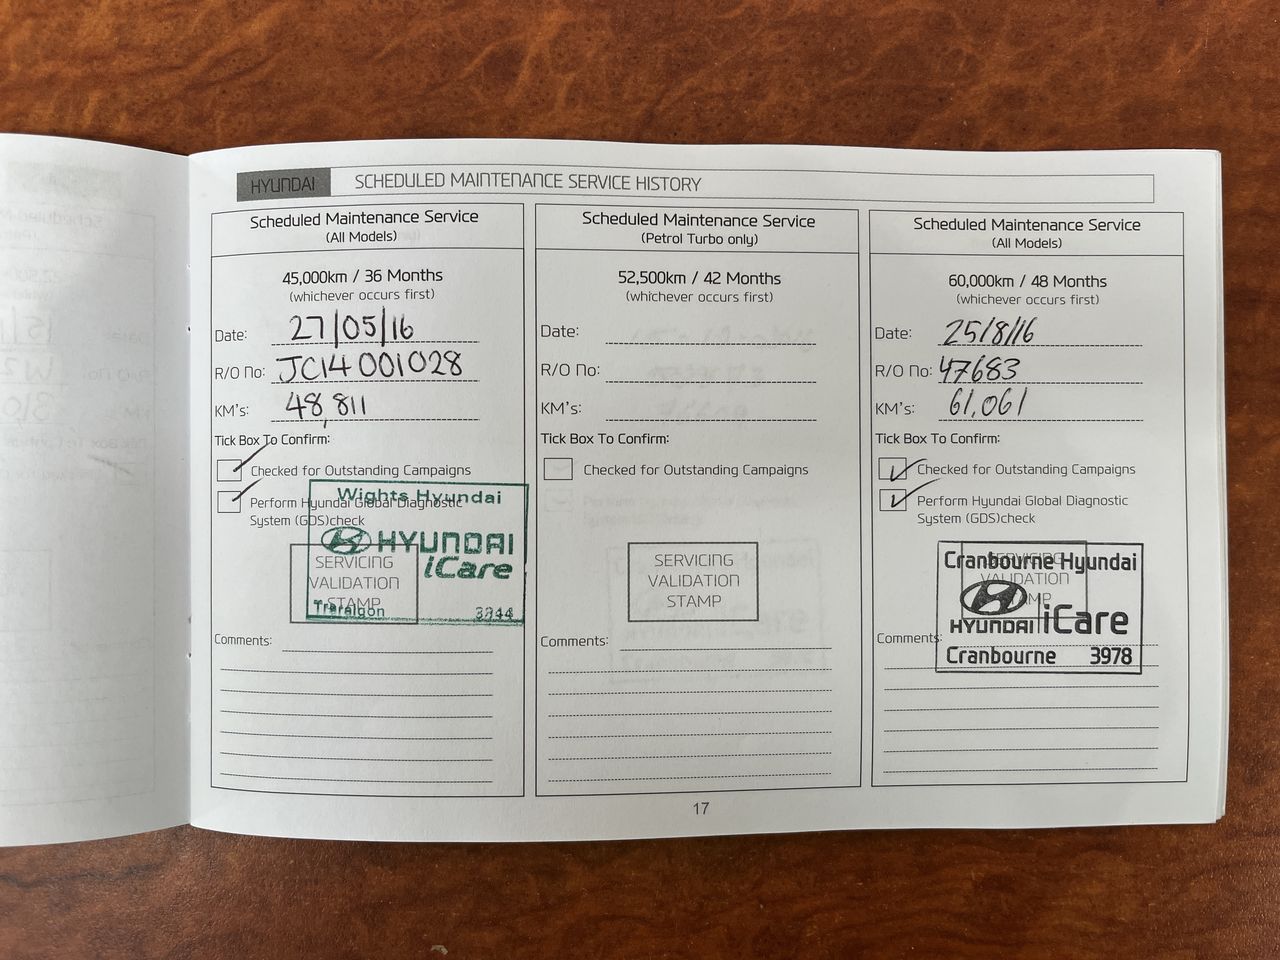 HYUNDAI SCHEDULED MAINTENANCE SERVICE HISTORY
Scheduled Maintenance Service
(All Models)
45,000km / 36 Months
(whichever occurs first)
Date: 27/05/16
R/O No: JC14001028
KM's: 48,811
Tick Box To Confirm:
Checked for Outstanding Campaigns
Perform Hyundai Global Diagnostic
System (GDS)check
Wights Hyundai
HYUNDAI
iCare
Traralgon 3844
SERVICING
VALIDATION
STAMP
Comments:
Scheduled Maintenance Service
(Petrol Turbo only)
52,500km / 42 Months
(whichever occurs first)
Date:
R/O No:
KM's:
Tick Box To Confirm:
Checked for Outstanding Campaigns
SERVICING
VALIDATION
STAMP
Comments:
Scheduled Maintenance Service
(All Models)
60,000km / 48 Months
(whichever occurs first)
Date: 25/8/16
R/O No: 47683
KM's: 61,061
Tick Box To Confirm:
Checked for Outstanding Campaigns
Perform Hyundai Global Diagnostic
System (GDS)check
SERVICING
VALIDATION
STAMP
Cranbourne Hyundai
HYUNDAI iCare
Cranbourne 3978
Comments:
17